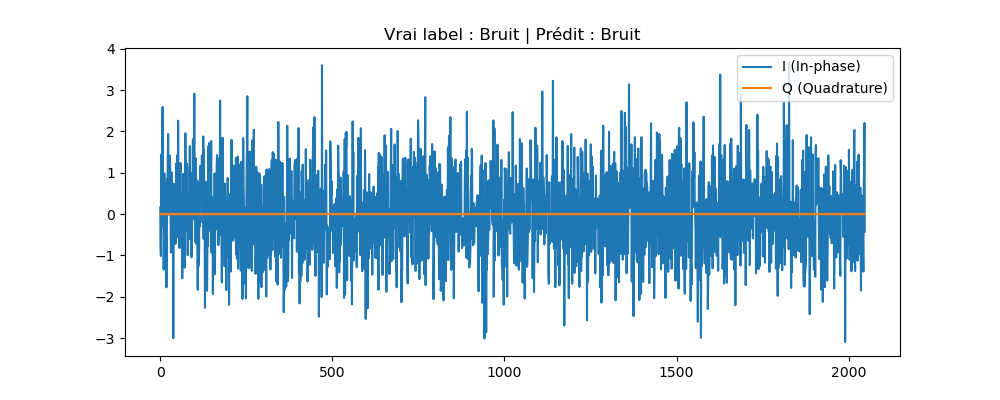 Vrai label : Bruit | Prédit : Bruit
I (In-phase)
Q (Quadrature)
4
3
2
1
0
−1
−2
−3
0 500 1000 1500 2000